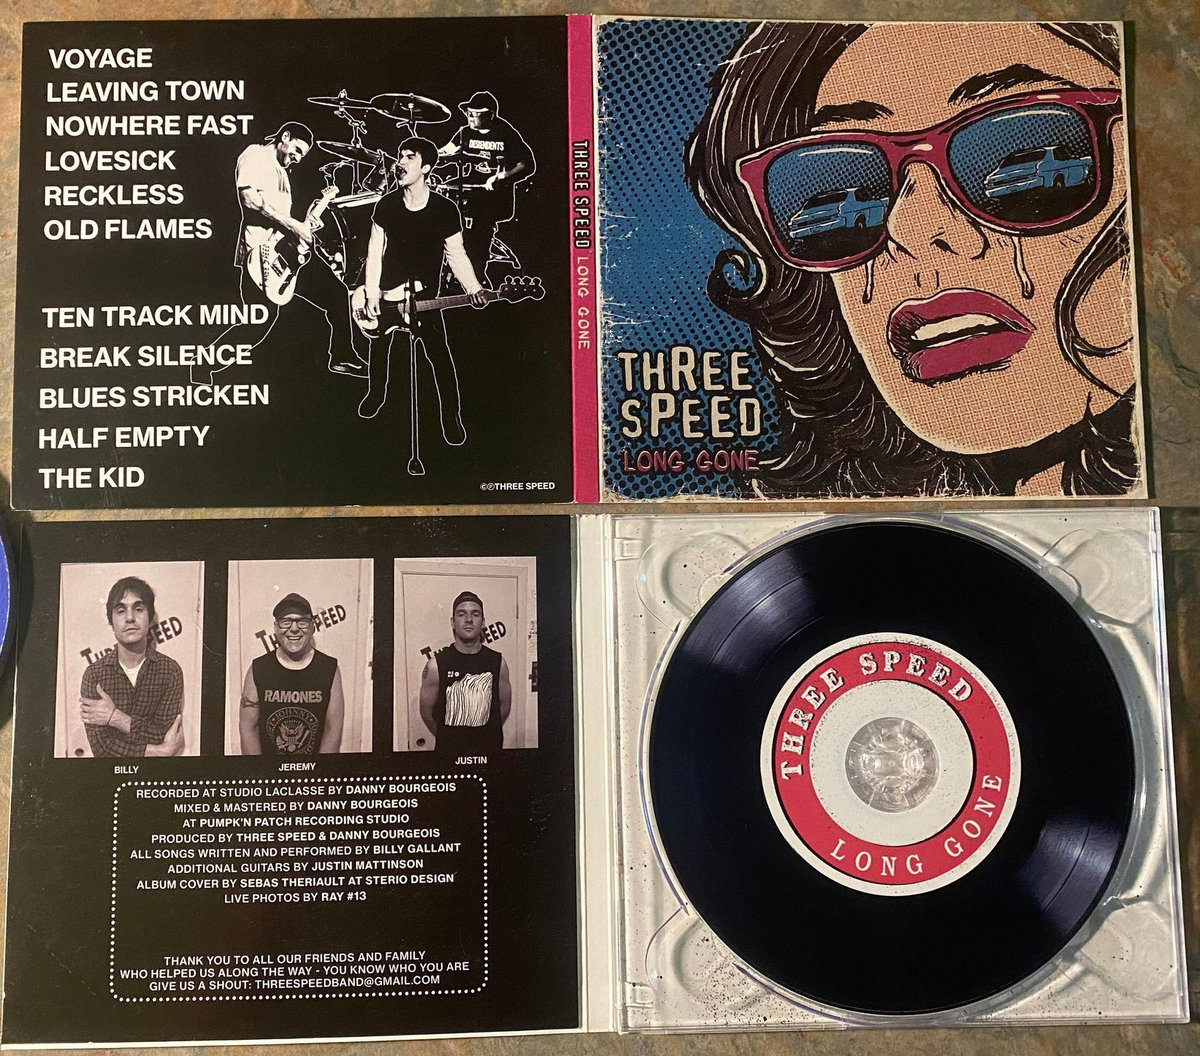 VOYAGE
LEAVING TOWN
NOWHERE FAST
LOVESICK
RECKLESS
OLD FLAMES
TEN TRACK MIND
BREAK SILENCE
BLUES STRICKEN
HALF EMPTY
THE KID
DESCENDENTS
©℗THREE SPEED
THREE SPEED LONG GONE
THREE
SPEED
LONG GONE
THREE SPEED
RAMONES
JOHNNY
BILLY
JEREMY
JUSTIN
RECORDED AT STUDIO LACLASSE BY DANNY BOURGEOIS
MIXED & MASTERED BY DANNY BOURGEOIS
AT PUMPK'N PATCH RECORDING STUDIO
PRODUCED BY THREE SPEED & DANNY BOURGEOIS
ALL SONGS WRITTEN AND PERFORMED BY BILLY GALLANT
ADDITIONAL GUITARS BY JUSTIN MATTINSON
ALBUM COVER BY SEBAS THERIAULT AT STERIO DESIGN
LIVE PHOTOS BY RAY #13
THANK YOU TO ALL OUR FRIENDS AND FAMILY
WHO HELPED US ALONG THE WAY - YOU KNOW WHO YOU ARE
GIVE US A SHOUT: THREESPEEDBAND@GMAIL.COM
THREE SPEED
LONG GONE